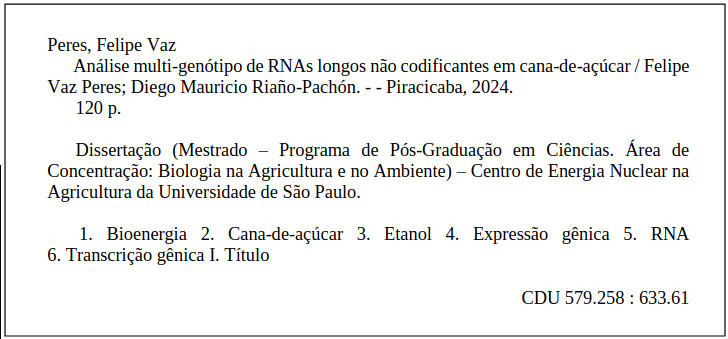 Peres, Felipe Vaz
Análise multi-genótipo de RNAs longos não codificantes em cana-de-açúcar / Felipe
Vaz Peres; Diego Mauricio Riaño-Pachón. - - Piracicaba, 2024.
120 p.
Dissertação (Mestrado – Programa de Pós-Graduação em Ciências. Área de
Concentração: Biologia na Agricultura e no Ambiente) – Centro de Energia Nuclear na
Agricultura da Universidade de São Paulo.
1. Bioenergia 2. Cana-de-açúcar 3. Etanol 4. Expressão gênica 5. RNA
6. Transcrição gênica I. Título
CDU 579.258 : 633.61